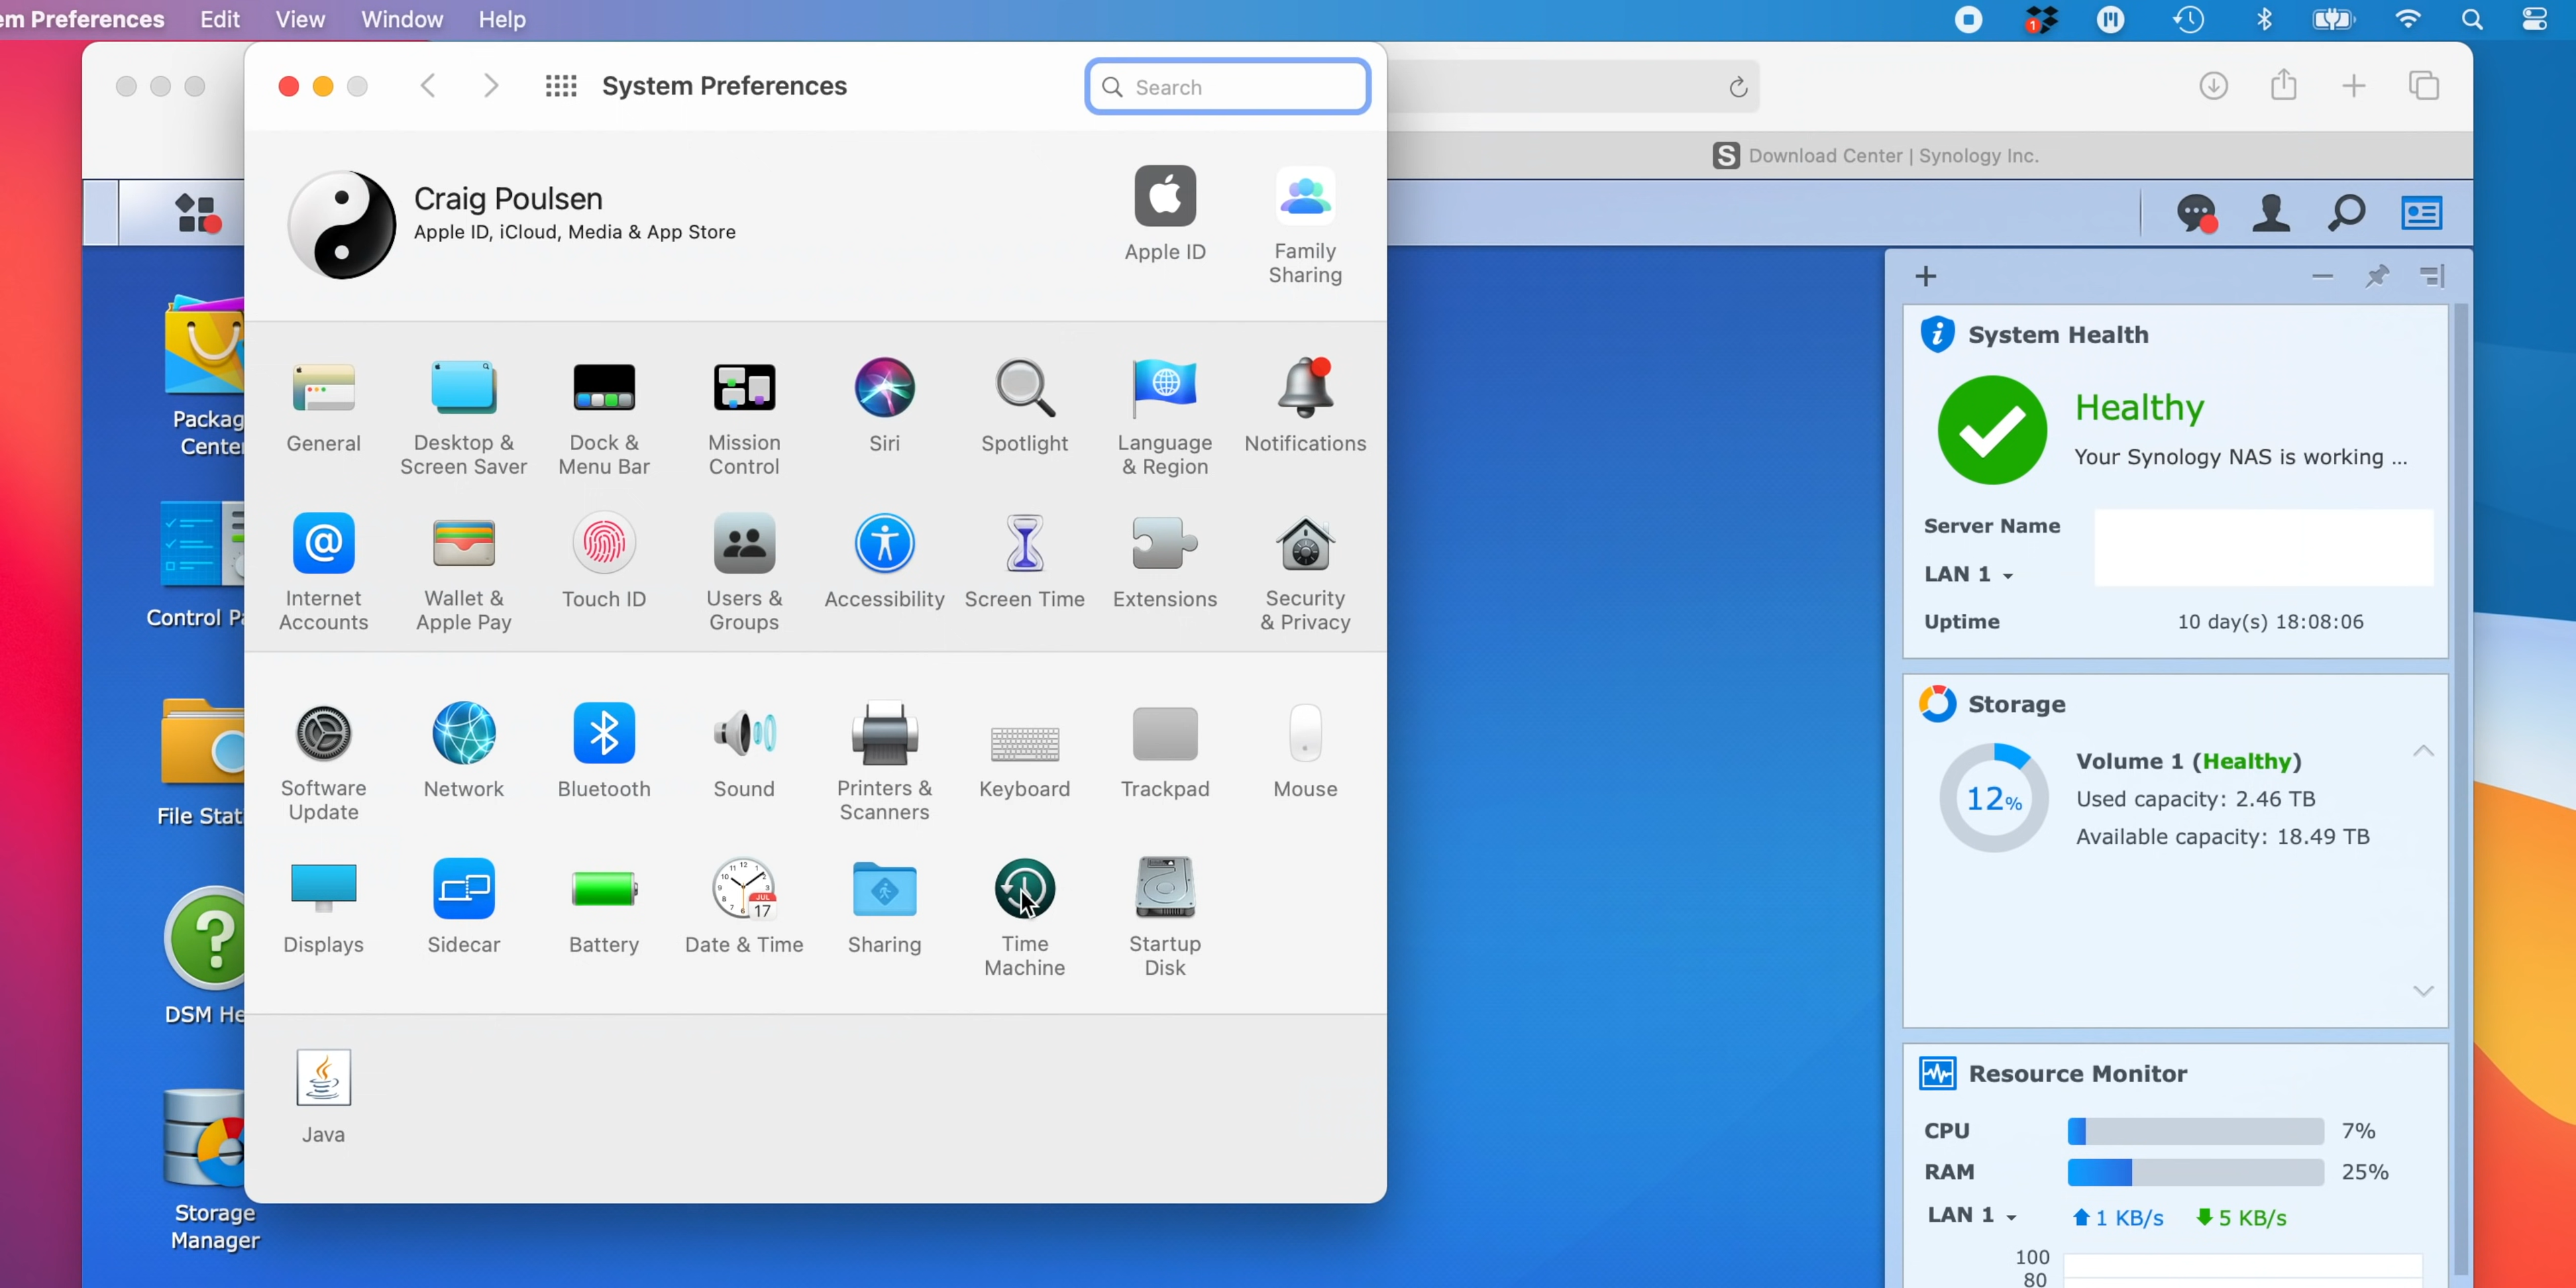 em Preferences Edit View Window Help
1
System Preferences
Search
Download Center | Synology Inc.
S
Craig Poulsen
Apple ID, iCloud, Media & App Store
Apple ID
Family
Sharing
General
Desktop &
Screen Saver
Dock &
Menu Bar
Mission
Control
Siri
Spotlight
Language
& Region
Notifications
Internet
Accounts
Wallet &
Apple Pay
Touch ID
Users &
Groups
Accessibility
Screen Time
Extensions
Security
& Privacy
Software
Update
Network
Bluetooth
Sound
Printers &
Scanners
Keyboard
Trackpad
Mouse
Displays
Sidecar
Battery
JUL
17
Date & Time
Sharing
Time
Machine
Startup
Disk
Java
Packag
Center
Control Pa
File Stat
DSM He
Storage
Manager
System Health
Healthy
Your Synology NAS is working ...
Server Name
LAN 1
Uptime 10 day(s) 18:08:06
Storage
12%
Volume 1 (Healthy)
Used capacity: 2.46 TB
Available capacity: 18.49 TB
Resource Monitor
CPU 7%
RAM 25%
LAN 1 1 KB/s 5 KB/s
100
80